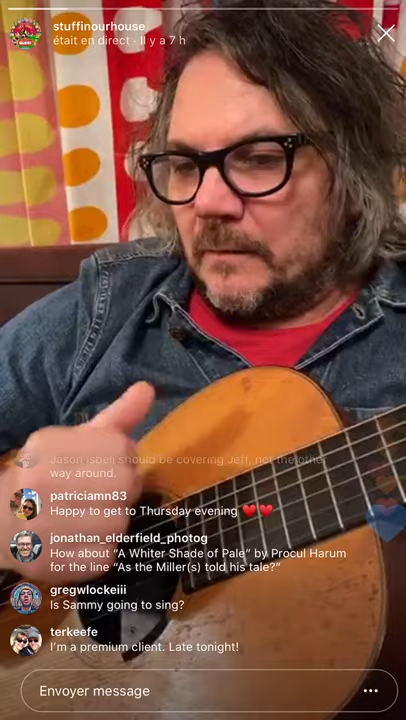 stuffinourhouse
était en direct · Il y a 7 h
Jason Isbell should be covering Jeff, not the other
way around.
patriciamn83
Happy to get to Thursday evening ❤️❤️
jonathan_elderfield_photog
How about “A Whiter Shade of Pale” by Procul Harum
for the line “As the Miller(s) told his tale?”
gregwlockeiii
Is Sammy going to sing?
terkeefe
I’m a premium client. Late tonight!
Envoyer message